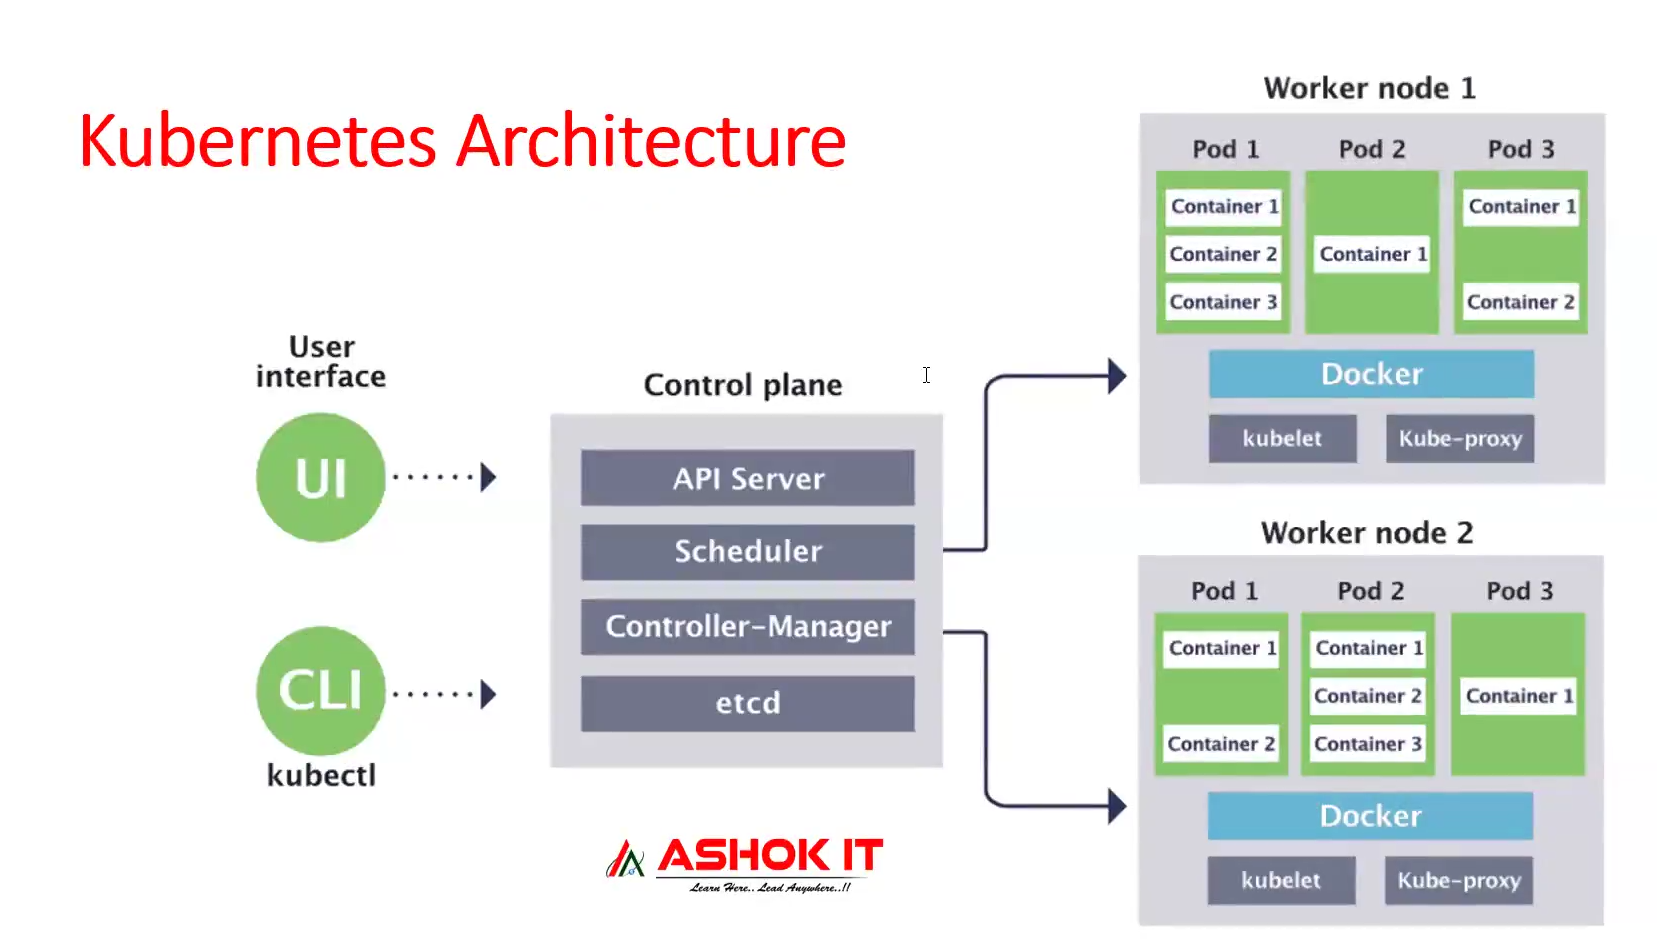 Kubernetes Architecture
User
interface
UI
CLI
kubectl
Control plane
API Server
Scheduler
Controller-Manager
etcd
Worker node 1
Pod 1 Pod 2 Pod 3
Container 1
Container 2
Container 3
Container 1
Container 1
Container 2
Docker
kubelet Kube-proxy
Worker node 2
Pod 1 Pod 2 Pod 3
Container 1
Container 2
Container 1
Container 2
Container 3
Container 1
Docker
kubelet Kube-proxy
ASHOK IT
Learn Here.. Lead Anywhere..!!